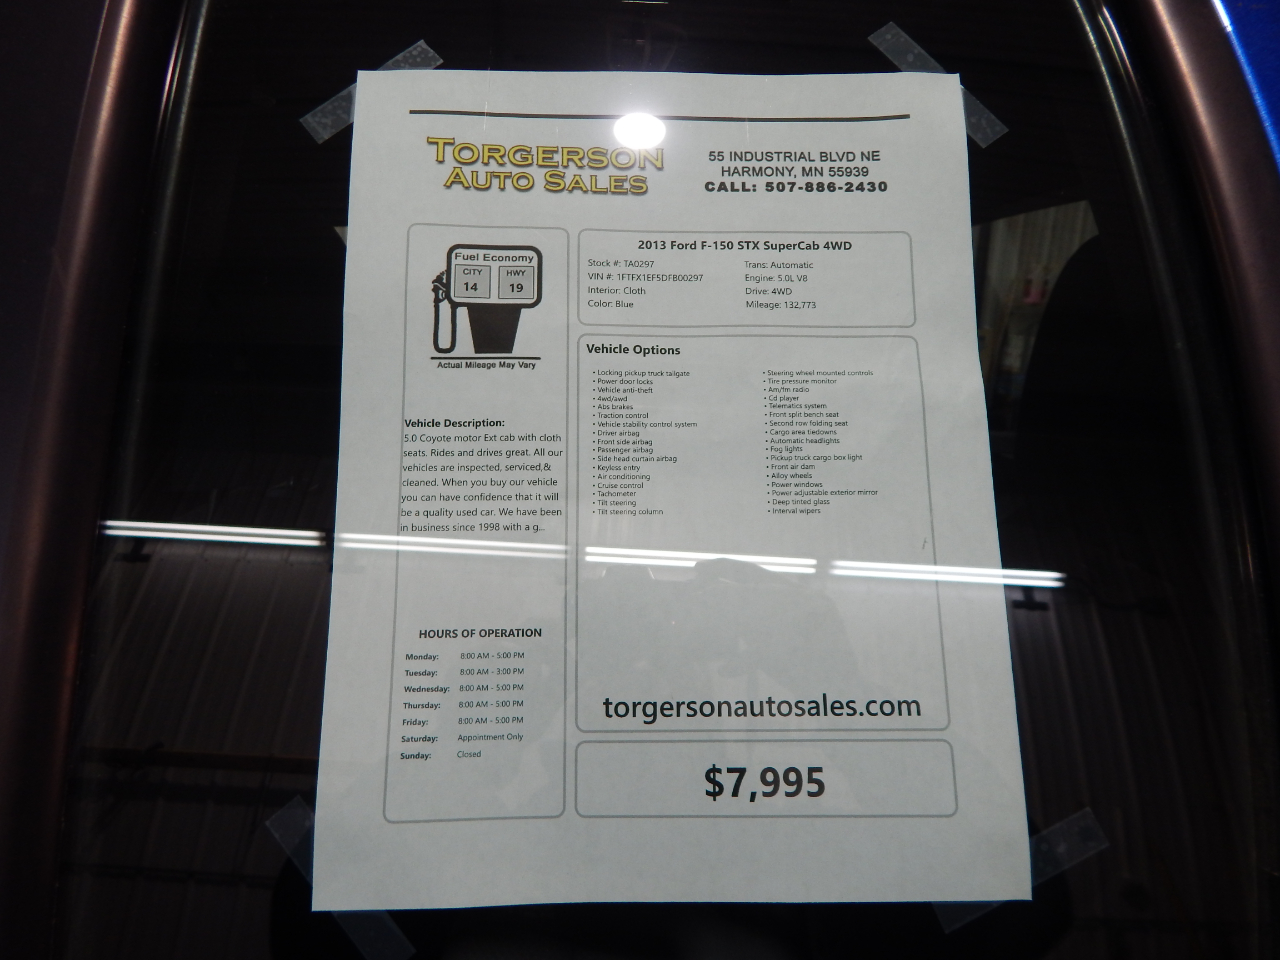 TORGERSON
AUTO SALES
55 INDUSTRIAL BLVD NE
HARMONY, MN 55939
CALL: 507-886-2430
Fuel Economy
CITY
14
HWY
19
Actual Mileage May Vary
Vehicle Description:
5.0 Coyote motor Ext cab with cloth
seats. Rides and drives great. All our
vehicles are inspected, serviced,&
cleaned. When you buy our vehicle
you can have confidence that it will
be a quality used car. We have been
in business since 1998 with a g...
HOURS OF OPERATION
Monday: 8:00 AM - 5:00 PM
Tuesday: 8:00 AM - 3:00 PM
Wednesday: 8:00 AM - 5:00 PM
Thursday: 8:00 AM - 5:00 PM
Friday: 8:00 AM - 5:00 PM
Saturday: Appointment Only
Sunday: Closed
2013 Ford F-150 STX SuperCab 4WD
Stock #: TA0297
VIN #: 1FTFX1EF5DFB00297
Interior: Cloth
Color: Blue
Trans: Automatic
Engine: 5.0L V8
Drive: 4WD
Mileage: 132,773
Vehicle Options
• Locking pickup truck tailgate
• Power door locks
• Vehicle anti-theft
• 4wd/awd
• Abs brakes
• Traction control
• Vehicle stability control system
• Driver airbag
• Front side airbag
• Passenger airbag
• Side head curtain airbag
• Keyless entry
• Air conditioning
• Cruise control
• Tachometer
• Tilt steering
• Tilt steering column
• Steering wheel mounted controls
• Tire pressure monitor
• Am/fm radio
• Cd player
• Telematics system
• Front split bench seat
• Second row folding seat
• Cargo area tiedowns
• Automatic headlights
• Fog lights
• Pickup truck cargo box light
• Front air dam
• Alloy wheels
• Power windows
• Power adjustable exterior mirror
• Deep tinted glass
• Interval wipers
torgersonautosales.com
$7,995